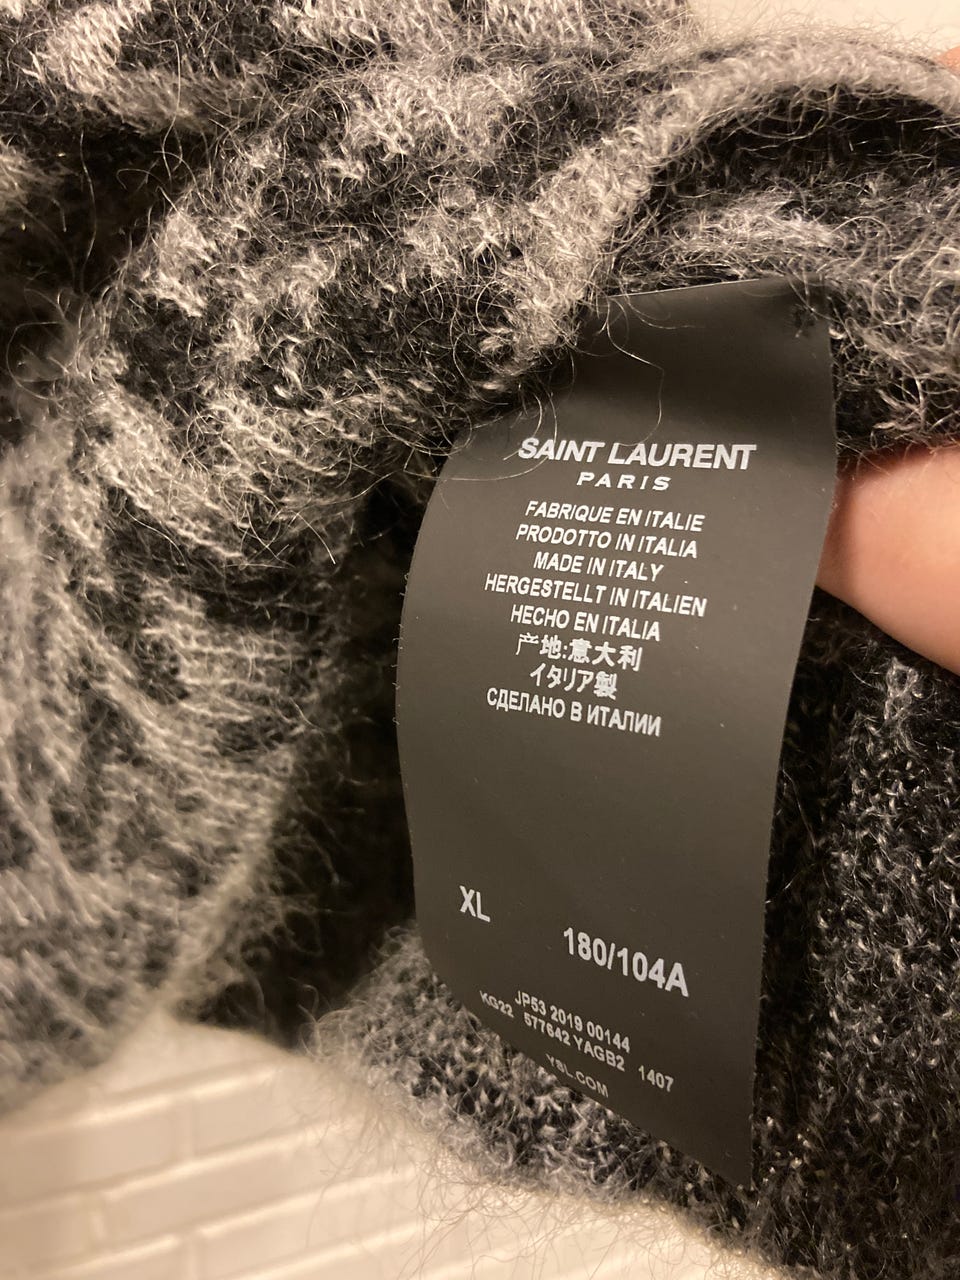 SAINT LAURENT
PARIS
FABRIQUE EN ITALIE
PRODOTTO IN ITALIA
MADE IN ITALY
HERGESTELLT IN ITALIEN
HECHO EN ITALIA
产地:意大利
イタリア製
СДЕЛАНО В ИТАЛИИ
XL
180/104A
JP53 2019 00144
KG22 577642 YAGB2 1407
YSL.COM